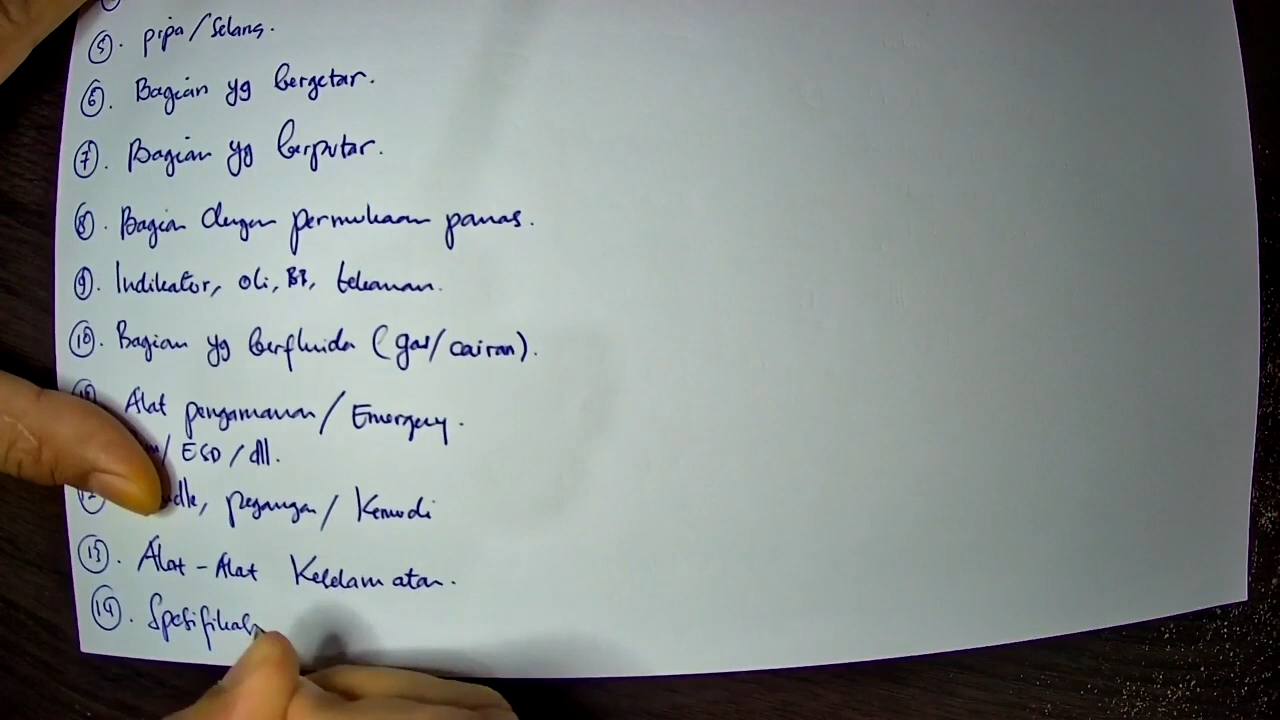 5. pipa/Selang.
6. Bagian yg bergetar.
7. Bagian yg berputar.
8. Bagian dengan permukaan panas.
9. Indikator, oli, BB, tekanan.
10. Bagian yg berfluida (gas/cairan).
Alat pengamanan/Emergency.
/ESD/dll.
12 pegangan/Kemudi
13. Alat-Alat Keselamatan.
14. Spesifikas